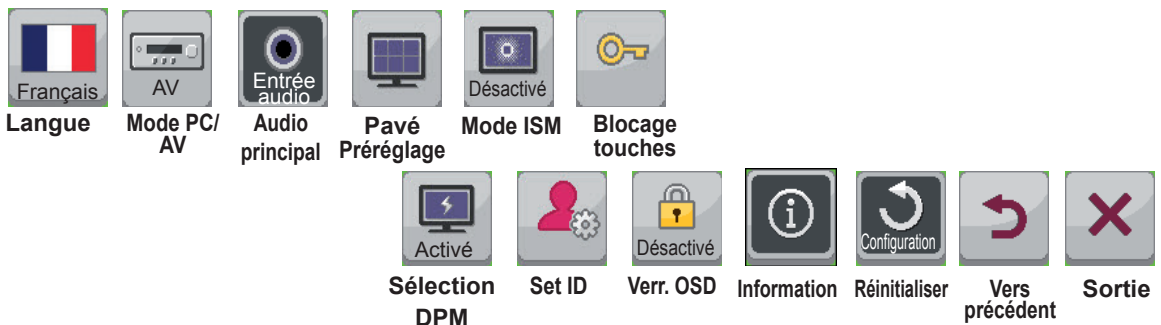 Français
AV
Entrée
audio
Désactivé
Langue
Mode PC/
AV
Audio
principal
Pavé
Préréglage
Mode ISM
Blocage
touches
Activé
Désactivé
Configuration
Sélection
DPM
Set ID
Verr. OSD
Information
Réinitialiser
Vers
précédent
Sortie